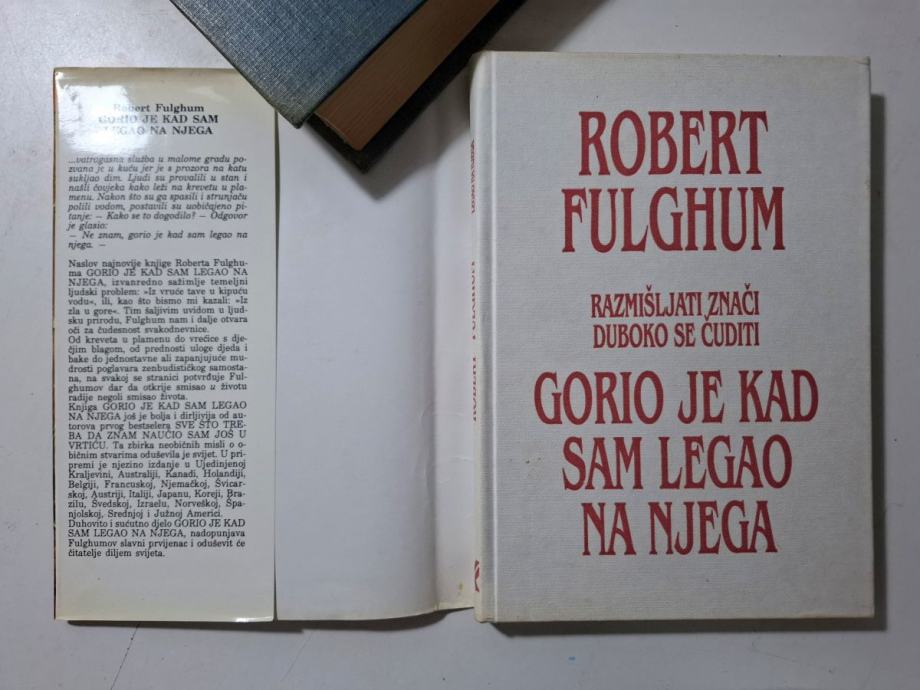 Robert Fulghum
GORIO JE KAD SAM
LEGAO NA NJEGA
...vatrogasna služba u malome gradu po-
zvana je u kuću jer je s prozora na katu
sukljao dim. Ljudi su provalili u stan i
našli čovjeka kako leži na krevetu u pla-
menu. Nakon što su ga spasili i strunjaču
polili vodom, postavili su uobičajeno pi-
tanje: — Kako se to dogodilo? — Odgovor
je glasio:
— Ne znam, gorio je kad sam legao na
njega. —
Naslov najnovije knjige Roberta Fulghu-
ma GORIO JE KAD SAM LEGAO NA
NJEGA, izvanredno sažimlje temeljni
ljudski problem: »Iz vruće tave u kipuću
vodu«, ili, kao što bismo mi kazali: »Iz
zla u gore«. Tim šaljivim uvidom u ljud-
sku prirodu, Fulghum nam i dalje otvara
oči za čudesnost svakodnevnice.
Od kreveta u plamenu do vrećice s dje-
čjim blagom, od prednosti uloge djeda i
bake do jednostavne ali zapanjujuće mu-
drosti poglavara zenbudističkog samosta-
na, na svakoj se stranici potvrđuje Ful-
ghumov dar da otkrije smisao u životu
radije negoli smisao života.
Knjiga GORIO JE KAD SAM LEGAO
NA NJEGA još je bolja i dirljivija od au-
torova prvog bestselera SVE ŠTO TRE-
BA DA ZNAM NAUČIO SAM JOŠ U
VRTIĆU. Ta zbirka neobičnih misli o o-
bičnim stvarima oduševila je svijet. U pri-
premi je njezino izdanje u Ujedinjenoj
Kraljevini, Australiji, Kanadi, Holandiji,
Belgiji, Francuskoj, Njemačkoj, Švicar-
skoj, Austriji, Italiji, Japanu, Koreji, Bra-
zilu, Švedskoj, Izraelu, Norveškoj, Špa-
njolskoj, Srednjoj i Južnoj Americi.
Duhovito i sućutno djelo GORIO JE KAD
SAM LEGAO NA NJEGA, nadopunjava
Fulghumov slavni prvijenac i oduševit će
čitatelje diljem svijeta.
ROBERT
FULGHUM
RAZMIŠLJATI ZNAČI
DUBOKO SE ČUDITI
GORIO JE KAD
SAM LEGAO
NA NJEGA